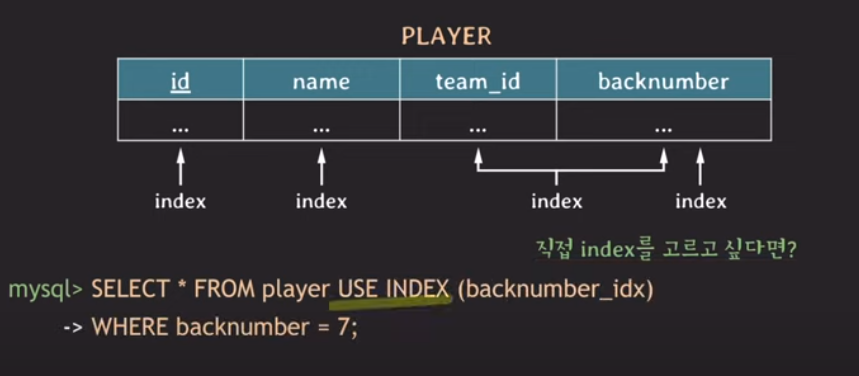 PLAYER
id name team_id backnumber
... ... ... ...
index index index index
직접 index를 고르고 싶다면?
mysql> SELECT * FROM player USE INDEX (backnumber_idx)
-> WHERE backnumber = 7;